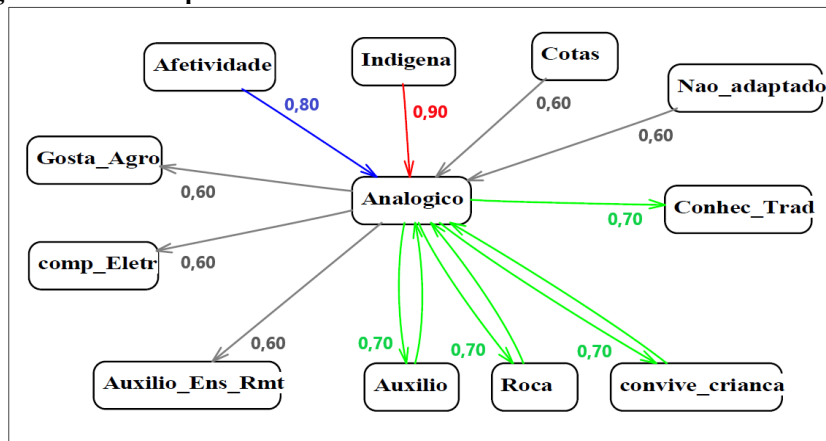 Afetividade
Indigena
Cotas
Nao_adaptado
0,80
0,90
0,60
0,60
Gosta_Agro
0,60
Analogico
Conhec_Trad
0,70
comp_Eletr
0,60
0,60
0,70
0,70
0,70
Auxilio_Ens_Rmt
Auxilio
Roca
convive_crianca